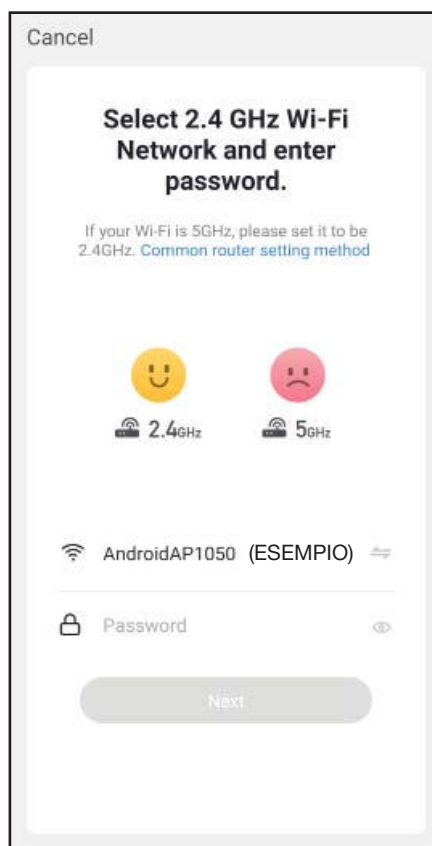 Cancel
Select 2.4 GHz Wi-Fi
Network and enter
password.
If your Wi-Fi is 5GHz, please set it to be
2.4GHz. Common router setting method
2.4GHz 5GHz
AndroidAP1050 (ESEMPIO)
Password
Next